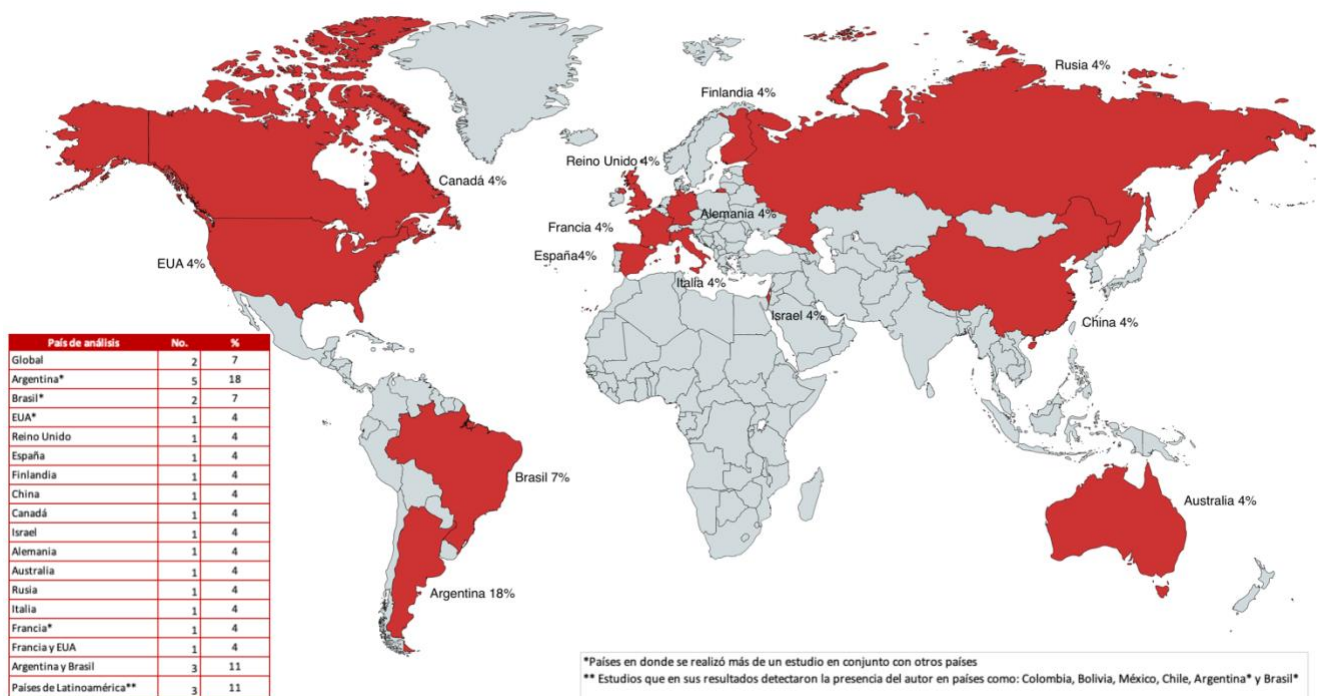 Rusia 4%
Finlandia 4%
Reino Unido 4%
Canadá 4%
Alemania 4%
Francia 4%
España4%
EUA 4%
Italia 4%
Israel 4%
China 4%
Brasil 7%
Australia 4%
Argentina 18%
País de análisis No. %
Global 2 7
Argentina* 5 18
Brasil* 2 7
EUA* 1 4
Reino Unido 1 4
España 1 4
Finlandia 1 4
China 1 4
Canadá 1 4
Israel 1 4
Alemania 1 4
Australia 1 4
Rusia 1 4
Italia 1 4
Francia* 1 4
Francia y EUA 1 4
Argentina y Brasil 3 11
Países de Latinoamérica** 3 11
*Países en donde se realizó más de un estudio en conjunto con otros países
** Estudios que en sus resultados detectaron la presencia del autor en países como: Colombia, Bolivia, México, Chile, Argentina* y Brasil*